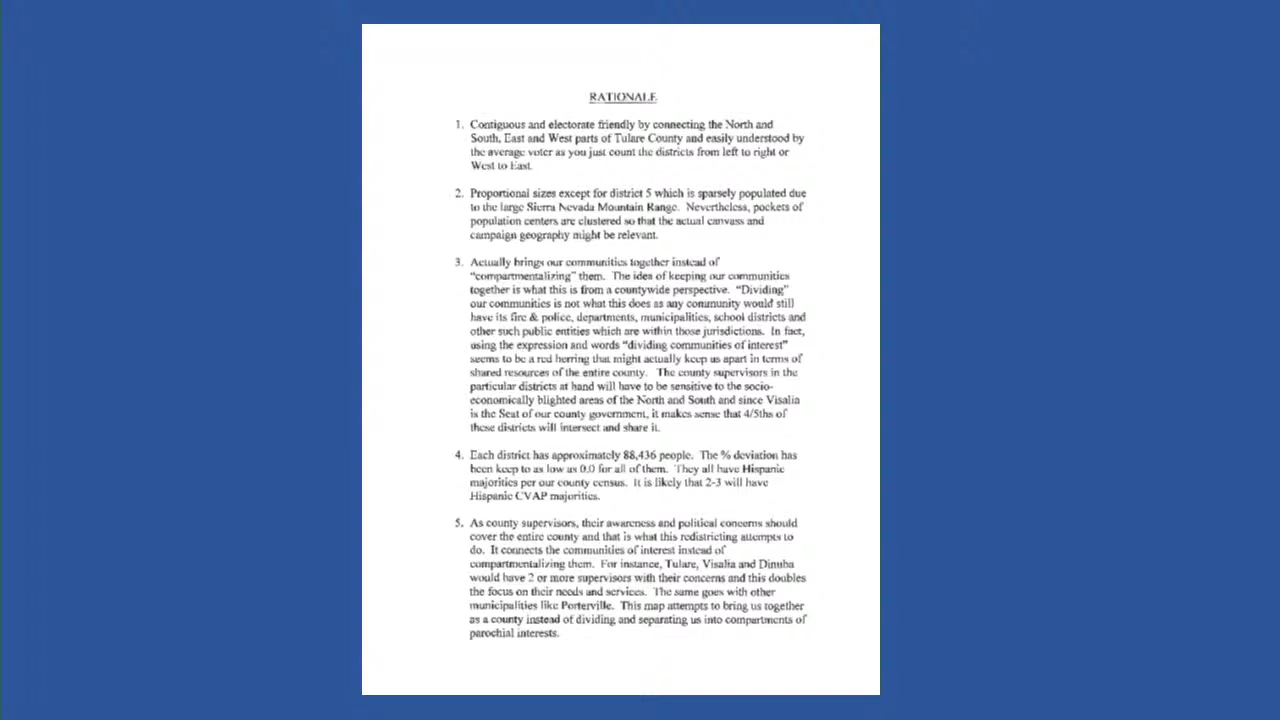 RATIONALE
1. Contiguous and electorate friendly by connecting the North and
South, East and West parts of Tulare County and easily understood by
the average voter as you just count the districts from left to right or
West to East.
2. Proportional sizes except for district 5 which is sparsely populated due
to the large Sierra Nevada Mountain Range. Nevertheless, pockets of
population centers are clustered so that the actual canvass and
campaign geography might be relevant.
3. Actually brings our communities together instead of
“compartmentalizing” them. The idea of keeping our communities
together is what this is from a countywide perspective. “Dividing”
our communities is not what this does as any community would still
have its fire & police, departments, municipalities, school districts and
other such public entities which are within those jurisdictions. In fact,
using the expression and words “dividing communities of interest”
seems to be a red herring that might actually keep us apart in terms of
shared resources of the entire county. The county supervisors in the
particular districts at hand will have to be sensitive to the socio-
economically blighted areas of the North and South and since Visalia
is the Seat of our county government, it makes sense that 4/5ths of
these districts will intersect and share it.
4. Each district has approximately 88,436 people. The % deviation has
been keep to as low as 0.0 for all of them. They all have Hispanic
majorities per our county census. It is likely that 2-3 will have
Hispanic CVAP majorities.
5. As county supervisors, their awareness and political concerns should
cover the entire county and that is what this redistricting attempts to
do. It connects the communities of interest instead of
compartmentalizing them. For instance, Tulare, Visalia and Dinuba
would have 2 or more supervisors with their concerns and this doubles
the focus on their needs and services. The same goes with other
municipalities like Porterville. This map attempts to bring us together
as a county instead of dividing and separating us into compartments of
parochial interests.